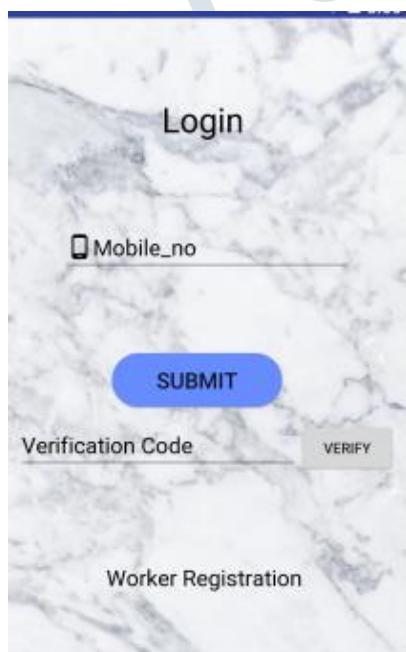 Login
Mobile_no
SUBMIT
Verification Code
VERIFY
Worker Registration